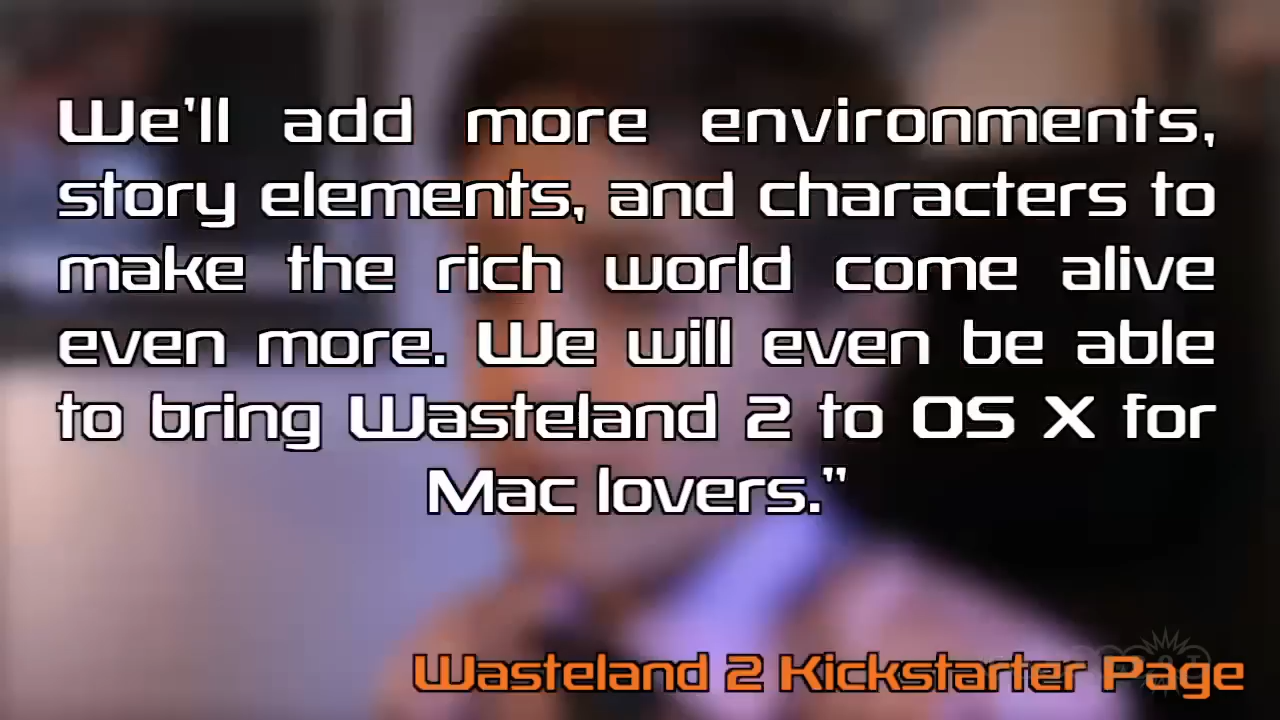 We'll add more environments,
story elements, and characters to
make the rich world come alive
even more. We will even be able
to bring Wasteland 2 to OS X for
Mac lovers.”
Wasteland 2 Kickstarter Page